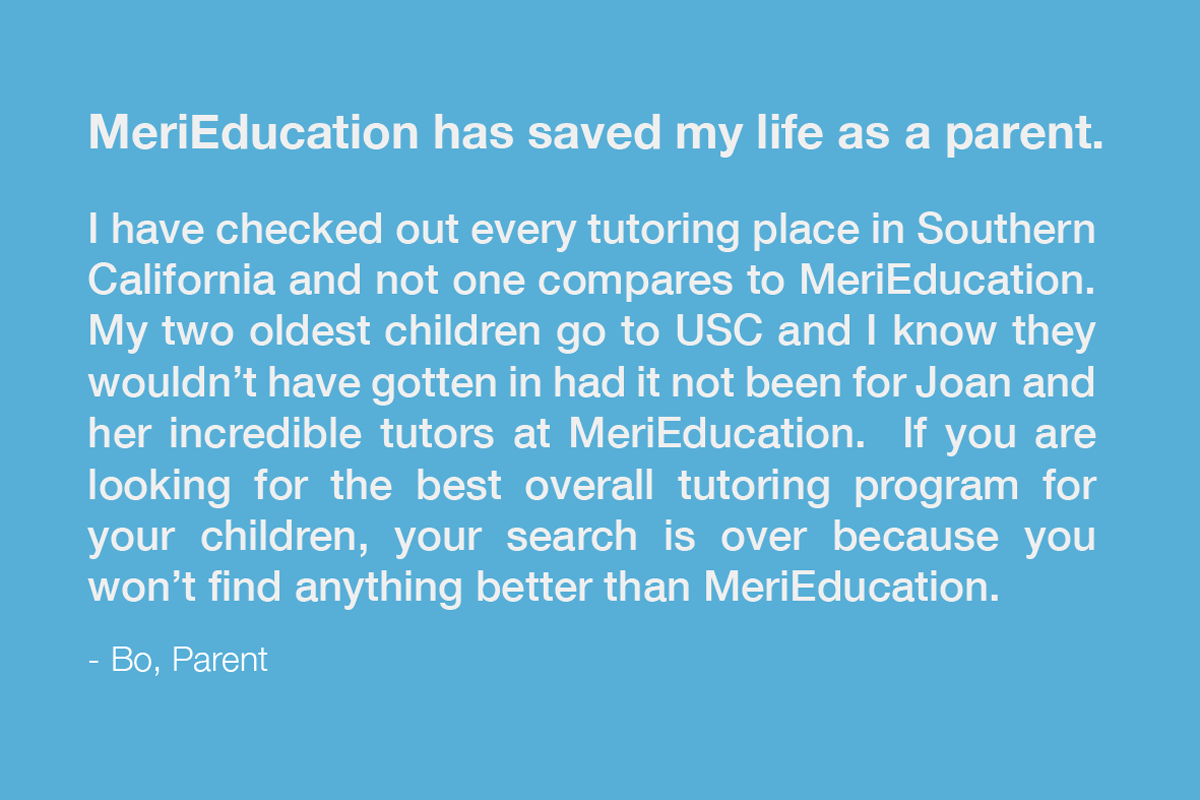 MeriEducation has saved my life as a parent.
I have checked out every tutoring place in Southern
California and not one compares to MeriEducation.
My two oldest children go to USC and I know they
wouldn’t have gotten in had it not been for Joan and
her incredible tutors at MeriEducation.  If you are
looking for the best overall tutoring program for
your children, your search is over because you
won’t find anything better than MeriEducation.
- Bo, Parent